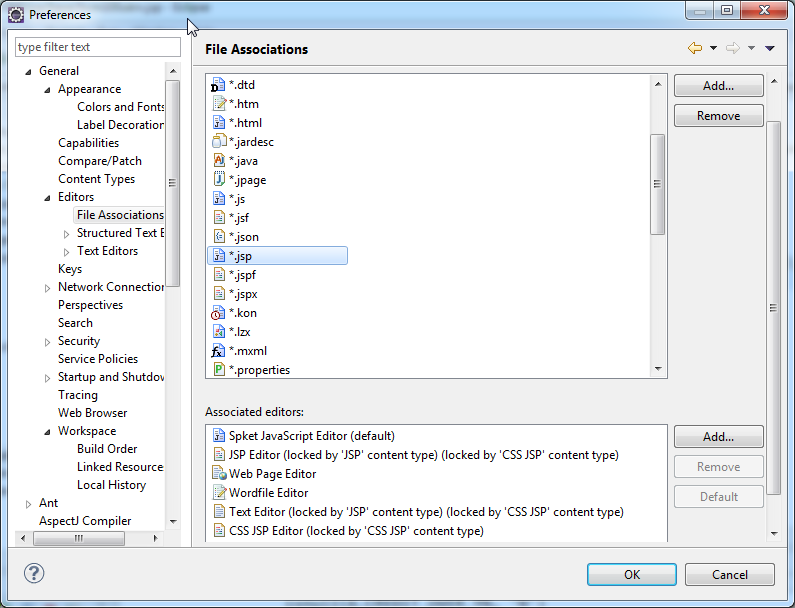 Preferences
type filter text
General
Appearance
Colors and Fonts
Label Decoration
Capabilities
Compare/Patch
Content Types
Editors
File Associations
Structured Text E
Text Editors
Keys
Network Connection
Perspectives
Search
Security
Service Policies
Startup and Shutdov
Tracing
Web Browser
Workspace
Build Order
Linked Resource
Local History
Ant
AspectJ Compiler
File Associations
*.dtd
*.htm
*.html
*.jardesc
*.java
*.jpage
*.js
*.jsf
*.json
*.jsp
*.jspf
*.jspx
*.kon
*.lzx
*.mxml
*.properties
Add...
Remove
Associated editors:
Spket JavaScript Editor (default)
JSP Editor (locked by 'JSP' content type) (locked by 'CSS JSP' content type)
Web Page Editor
Wordfile Editor
Text Editor (locked by 'JSP' content type) (locked by 'CSS JSP' content type)
CSS JSP Editor (locked by 'CSS JSP' content type)
Add...
Remove
Default
OK
Cancel